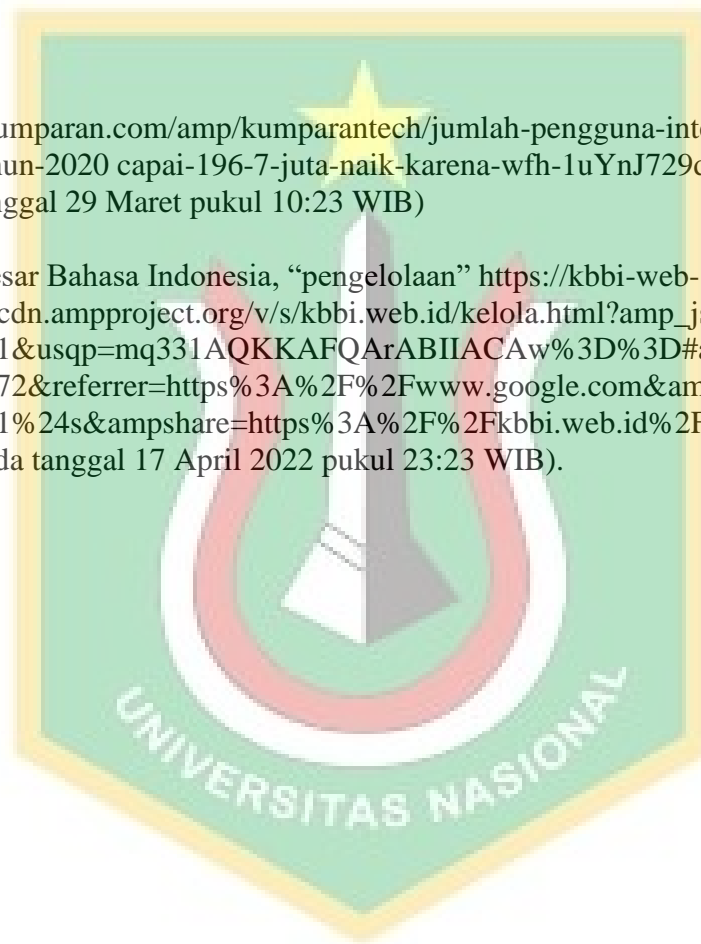 umparan.com/amp/kumparantech/jumlah-pengguna-inte
un-2020 capai-196-7-juta-naik-karena-wfh-1uYnJ729
nggal 29 Maret pukul 10:23 WIB)
esar Bahasa Indonesia, “pengelolaan” https://kbbi-web-
cdn.ampproject.org/v/s/kbbi.web.id/kelola.html?amp_js
1&usqp=mq331AQKKAFQArABIIACAw%3D%3D#a
72&referrer=https%3A%2F%2Fwww.google.com&am
1%24s&ampshare=https%3A%2F%2Fkbbi.web.id%2F
da tanggal 17 April 2022 pukul 23:23 WIB).
UNIVERSITAS NASIONAL